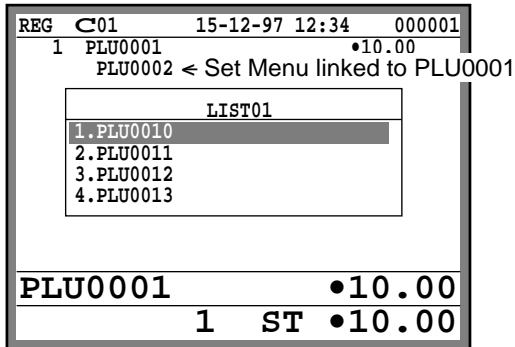 REG C01 15-12-97 12:34 000001
1 PLU0001 •10.00
PLU0002 < Set Menu linked to PLU0001
LIST01
1.PLU0010
2.PLU0011
3.PLU0012
4.PLU0013
PLU0001 •10.00
1 ST •10.00